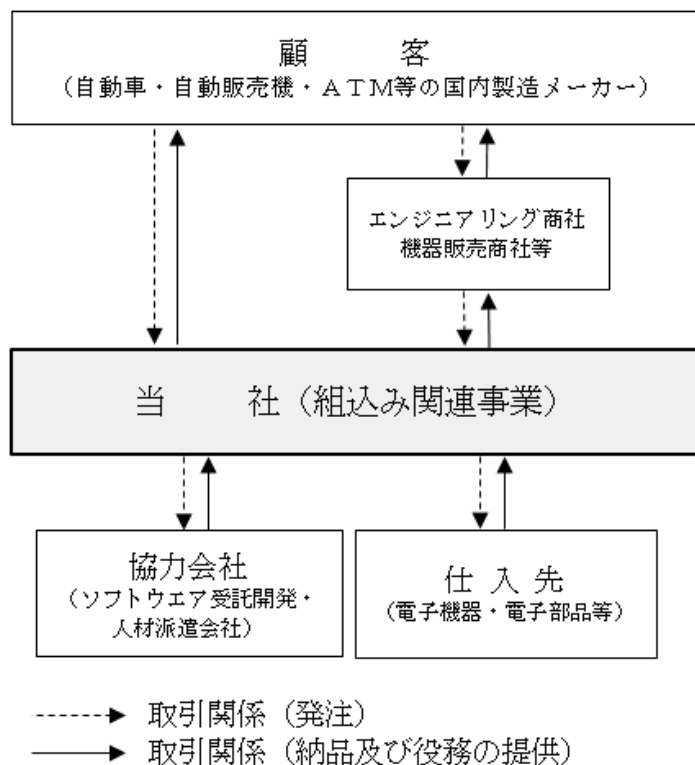 顧　　客
（自動車・自動販売機・ＡＴＭ等の国内製造メーカー）
エンジニアリング商社
機器販売商社等
当　　社（組込み関連事業）
協力会社
（ソフトウエア受託開発・
人材派遣会社）
仕 入 先
（電子機器・電子部品等）
取引関係（発注）
取引関係（納品及び役務の提供）